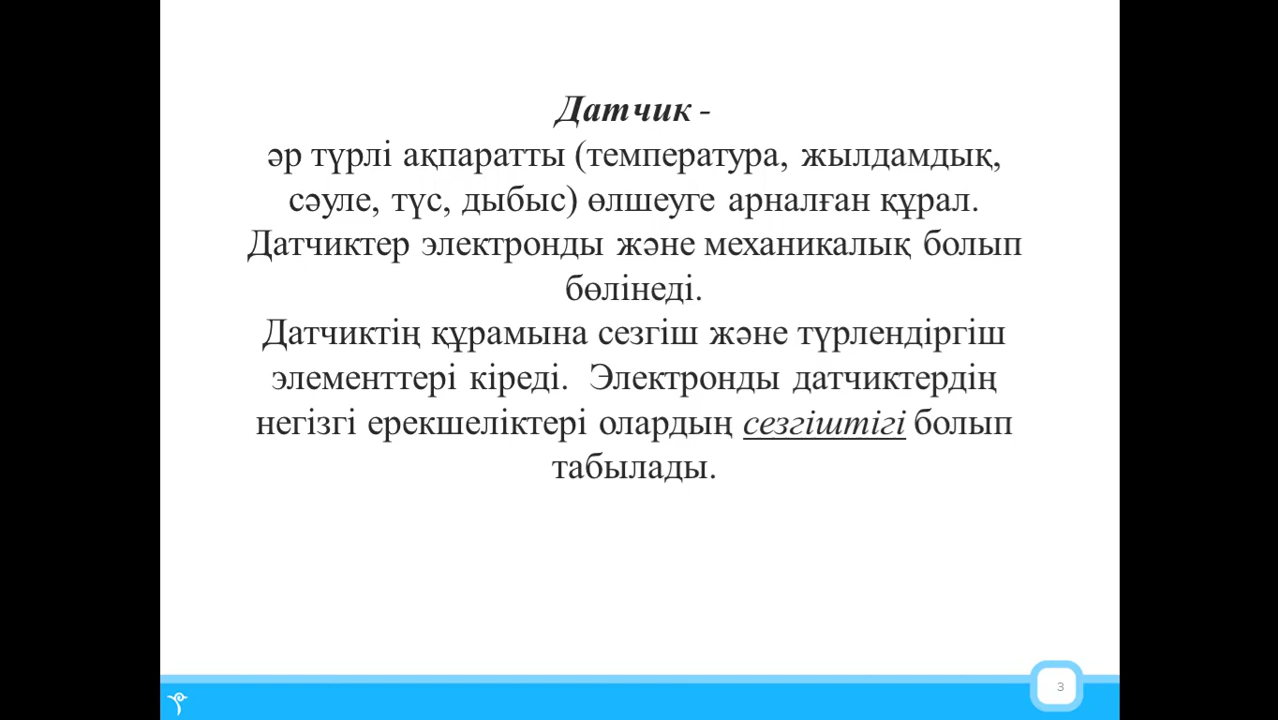 Датчик -
әр түрлі ақпаратты (температура, жылдамдық,
сәуле, түс, дыбыс) өлшеуге арналған құрал.
Датчиктер электронды және механикалық болып
бөлінеді.
Датчиктің құрамына сезгіш және түрлендіргіш
элементтері кіреді.  Электронды датчиктердің
негізгі ерекшеліктері олардың сезгіштігі болып
табылады.
3